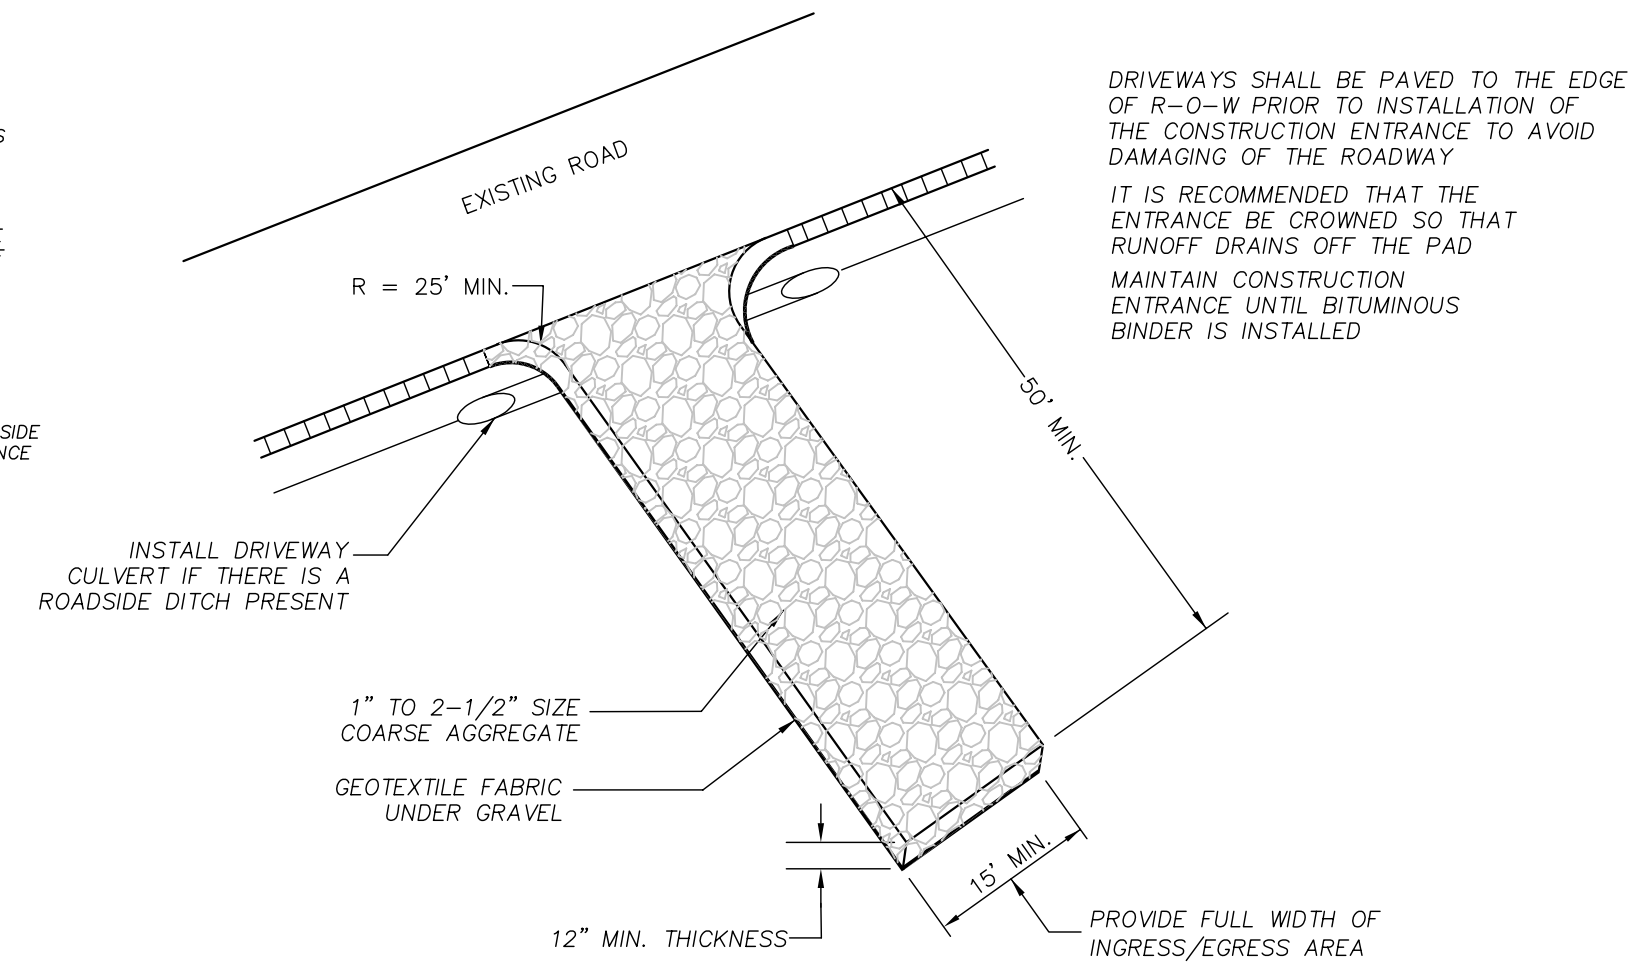 DRIVEWAYS SHALL BE PAVED TO THE EDGE
OF R-O-W PRIOR TO INSTALLATION OF
THE CONSTRUCTION ENTRANCE TO AVOID
DAMAGING OF THE ROADWAY
IT IS RECOMMENDED THAT THE
ENTRANCE BE CROWNED SO THAT
RUNOFF DRAINS OFF THE PAD
MAINTAIN CONSTRUCTION
ENTRANCE UNTIL BITUMINOUS
BINDER IS INSTALLED
EXISTING ROAD
R = 25' MIN.
50' MIN.
SIDE
INSTALL DRIVEWAY
CULVERT IF THERE IS A
ROADSIDE DITCH PRESENT
1" TO 2-1/2" SIZE
COARSE AGGREGATE
GEOTEXTILE FABRIC
UNDER GRAVEL
12" MIN. THICKNESS
15' MIN.
PROVIDE FULL WIDTH OF
INGRESS/EGRESS AREA